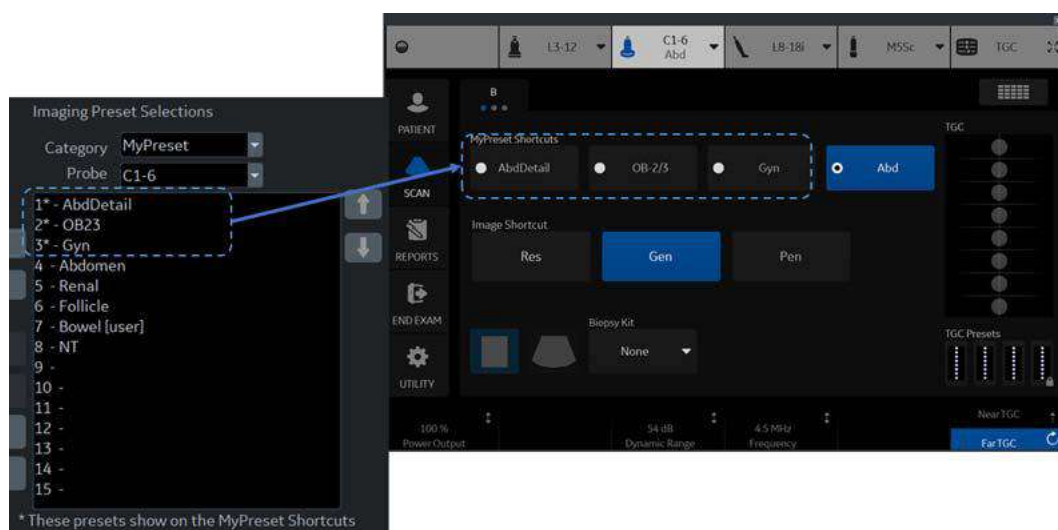 Imaging Preset Selections
Category MyPreset
Probe C1-6
1* - AbdDetail
2* - OB23
3* - Gyn
4 - Abdomen
5 - Renal
6 - Follicle
7 - Bowel [user]
8 - NT
9 -
10 -
11 -
12 -
13 -
14 -
15 -
* These presets show on the MyPreset Shortcuts
L3-12 C1-6 Abd L8-18i M5Sc TGC
PATIENT
SCAN
REPORTS
END EXAM
UTILITY
B
MyPreset Shortcuts
AbdDetail OB-2/3 Gyn Abd
Image Shortcut
Res Gen Pen
Biopsy Kit
None
TGC
TGC Presets
100 %
Power Output
54 dB
Dynamic Range
4.5 MHz
Frequency
Near TGC
Far TGC